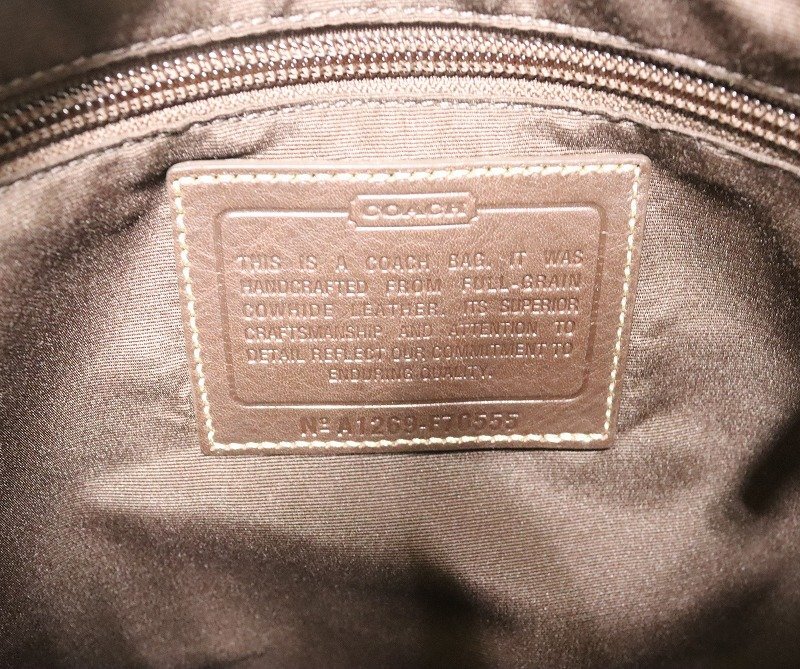 COACH
THIS IS A COACH BAG. IT WAS
HANDCRAFTED FROM FULL-GRAIN
COWHIDE LEATHER. ITS SUPERIOR
CRAFTSMANSHIP AND ATTENTION TO
DETAIL REFLECT OUR COMMITMENT TO
ENDURING QUALITY.
Nº A1269-F70555